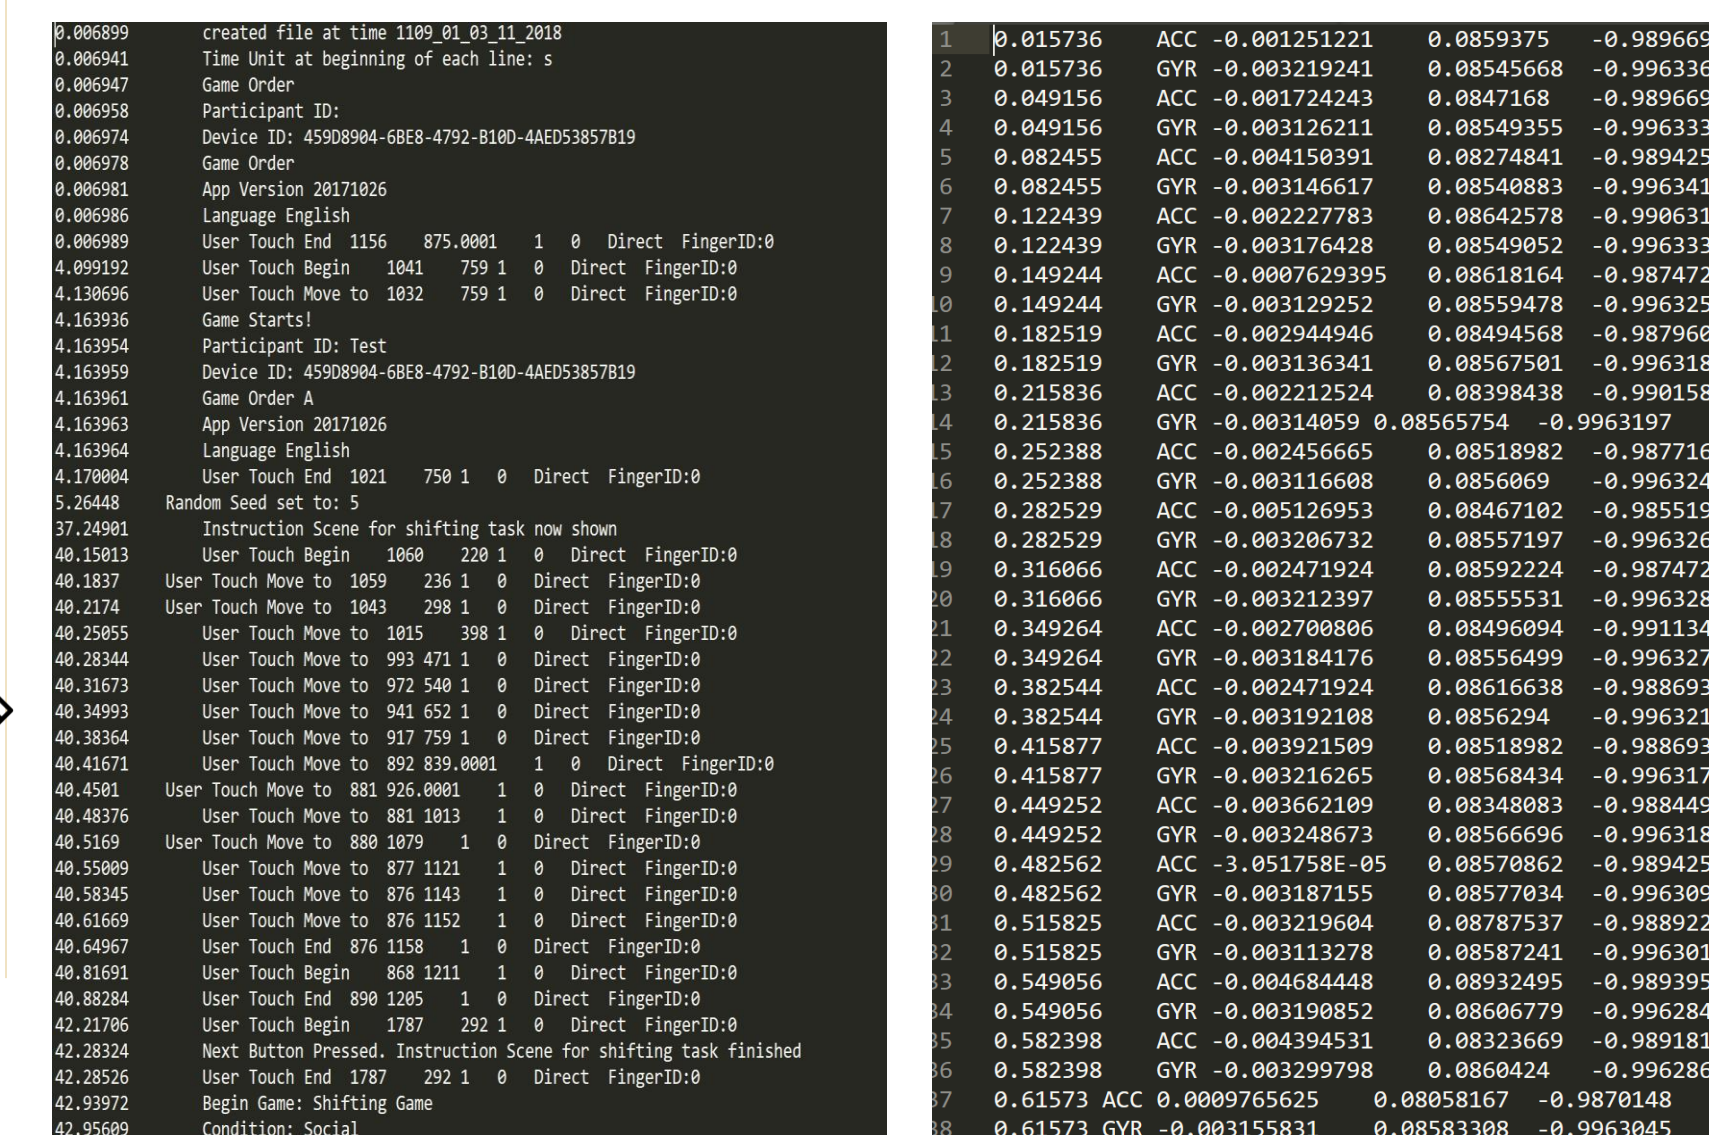 0.006899 created file at time 1109_01_03_11_2018
0.006941 Time Unit at beginning of each line: s
0.006947 Game Order
0.006958 Participant ID:
0.006974 Device ID: 459D8904-6BE8-4792-B10D-4AED53857B19
0.006978 Game Order
0.006981 App Version 20171026
0.006986 Language English
0.006989 User Touch End 1156 875.0001 1 0 Direct FingerID:0
4.099192 User Touch Begin 1041 759 1 0 Direct FingerID:0
4.130696 User Touch Move to 1032 759 1 0 Direct FingerID:0
4.163936 Game Starts!
4.163954 Participant ID: Test
4.163959 Device ID: 459D8904-6BE8-4792-B10D-4AED53857B19
4.163961 Game Order A
4.163963 App Version 20171026
4.163964 Language English
4.170004 User Touch End 1021 750 1 0 Direct FingerID:0
5.26448 Random Seed set to: 5
37.24901 Instruction Scene for shifting task now shown
40.15013 User Touch Begin 1060 220 1 0 Direct FingerID:0
40.1837 User Touch Move to 1059 236 1 0 Direct FingerID:0
40.2174 User Touch Move to 1043 298 1 0 Direct FingerID:0
40.25055 User Touch Move to 1015 398 1 0 Direct FingerID:0
40.28344 User Touch Move to 993 471 1 0 Direct FingerID:0
40.31673 User Touch Move to 972 540 1 0 Direct FingerID:0
40.34993 User Touch Move to 941 652 1 0 Direct FingerID:0
40.38364 User Touch Move to 917 759 1 0 Direct FingerID:0
40.41671 User Touch Move to 892 839.0001 1 0 Direct FingerID:0
40.4501 User Touch Move to 881 926.0001 1 0 Direct FingerID:0
40.48376 User Touch Move to 881 1013 1 0 Direct FingerID:0
40.5169 User Touch Move to 880 1079 1 0 Direct FingerID:0
40.55009 User Touch Move to 877 1121 1 0 Direct FingerID:0
40.58345 User Touch Move to 876 1143 1 0 Direct FingerID:0
40.61669 User Touch Move to 876 1152 1 0 Direct FingerID:0
40.64967 User Touch End 876 1158 1 0 Direct FingerID:0
40.81691 User Touch Begin 868 1211 1 0 Direct FingerID:0
40.88284 User Touch End 890 1205 1 0 Direct FingerID:0
42.21706 User Touch Begin 1787 292 1 0 Direct FingerID:0
42.28324 Next Button Pressed. Instruction Scene for shifting task finished
42.28526 User Touch End 1787 292 1 0 Direct FingerID:0
42.93972 Begin Game: Shifting Game
42.95609 Condition: Social
1 0.015736 ACC -0.001251221 0.0859375 -0.989669
2 0.015736 GYR -0.003219241 0.08545668 -0.996336
3 0.049156 ACC -0.001724243 0.0847168 -0.989669
4 0.049156 GYR -0.003126211 0.08549355 -0.996333
5 0.082455 ACC -0.004150391 0.08274841 -0.989425
6 0.082455 GYR -0.003146617 0.08540883 -0.996341
7 0.122439 ACC -0.002227783 0.08642578 -0.990631
8 0.122439 GYR -0.003176428 0.08549052 -0.996333
9 0.149244 ACC -0.0007629395 0.08618164 -0.987472
10 0.149244 GYR -0.003129252 0.08559478 -0.996325
11 0.182519 ACC -0.002944946 0.08494568 -0.987960
12 0.182519 GYR -0.003136341 0.08567501 -0.996318
13 0.215836 ACC -0.002212524 0.08398438 -0.990158
14 0.215836 GYR -0.00314059 0.08565754 -0.9963197
15 0.252388 ACC -0.002456665 0.08518982 -0.987716
16 0.252388 GYR -0.003116608 0.0856069 -0.996324
17 0.282529 ACC -0.005126953 0.08467102 -0.985519
18 0.282529 GYR -0.003206732 0.08557197 -0.996326
19 0.316066 ACC -0.002471924 0.08592224 -0.987472
20 0.316066 GYR -0.003212397 0.08555531 -0.996328
21 0.349264 ACC -0.002700806 0.08496094 -0.991134
22 0.349264 GYR -0.003184176 0.08556499 -0.996327
23 0.382544 ACC -0.002471924 0.08616638 -0.988693
24 0.382544 GYR -0.003192108 0.0856294 -0.996321
25 0.415877 ACC -0.003921509 0.08518982 -0.988693
26 0.415877 GYR -0.003216265 0.08568434 -0.996317
27 0.449252 ACC -0.003662109 0.08348083 -0.988449
28 0.449252 GYR -0.003248673 0.08566696 -0.996318
29 0.482562 ACC -3.051758E-05 0.08570862 -0.989425
30 0.482562 GYR -0.003187155 0.08577034 -0.996309
31 0.515825 ACC -0.003219604 0.08787537 -0.988922
32 0.515825 GYR -0.003113278 0.08587241 -0.996301
33 0.549056 ACC -0.004684448 0.08932495 -0.989395
34 0.549056 GYR -0.003190852 0.08606779 -0.996284
35 0.582398 ACC -0.004394531 0.08323669 -0.989181
36 0.582398 GYR -0.003299798 0.0860424 -0.996286
37 0.61573 ACC 0.0009765625 0.08058167 -0.9870148
38 0.61573 GYR -0.003155831 0.08583308 -0.9963045